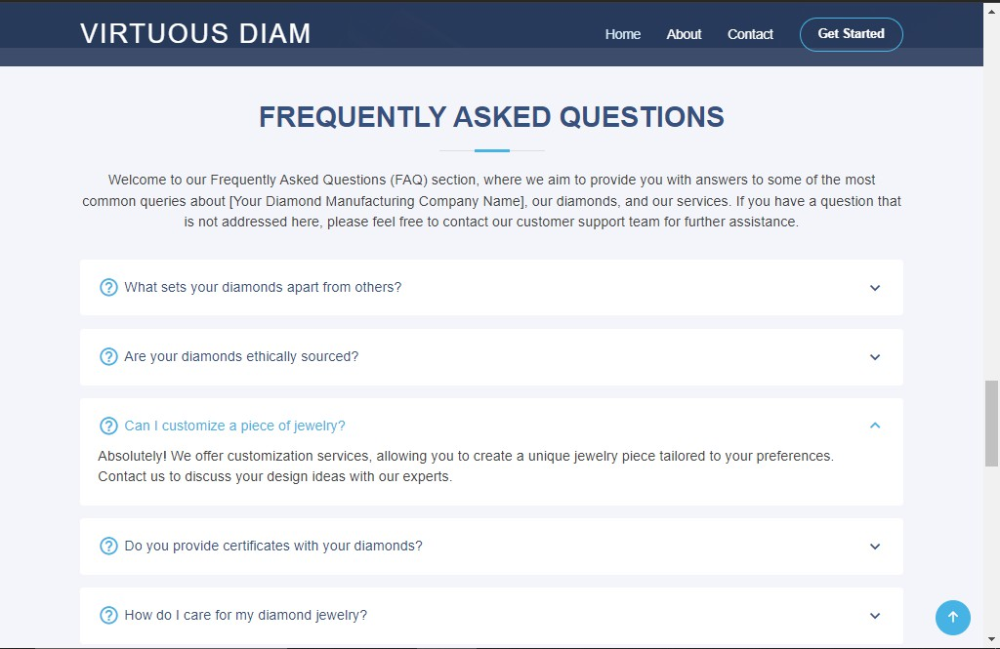 VIRTUOUS DIAM
Home About Contact Get Started
FREQUENTLY ASKED QUESTIONS
Welcome to our Frequently Asked Questions (FAQ) section, where we aim to provide you with answers to some of the most
common queries about [Your Diamond Manufacturing Company Name], our diamonds, and our services. If you have a question that
is not addressed here, please feel free to contact our customer support team for further assistance.
What sets your diamonds apart from others?
Are your diamonds ethically sourced?
Can I customize a piece of jewelry?
Absolutely! We offer customization services, allowing you to create a unique jewelry piece tailored to your preferences.
Contact us to discuss your design ideas with our experts.
Do you provide certificates with your diamonds?
How do I care for my diamond jewelry?